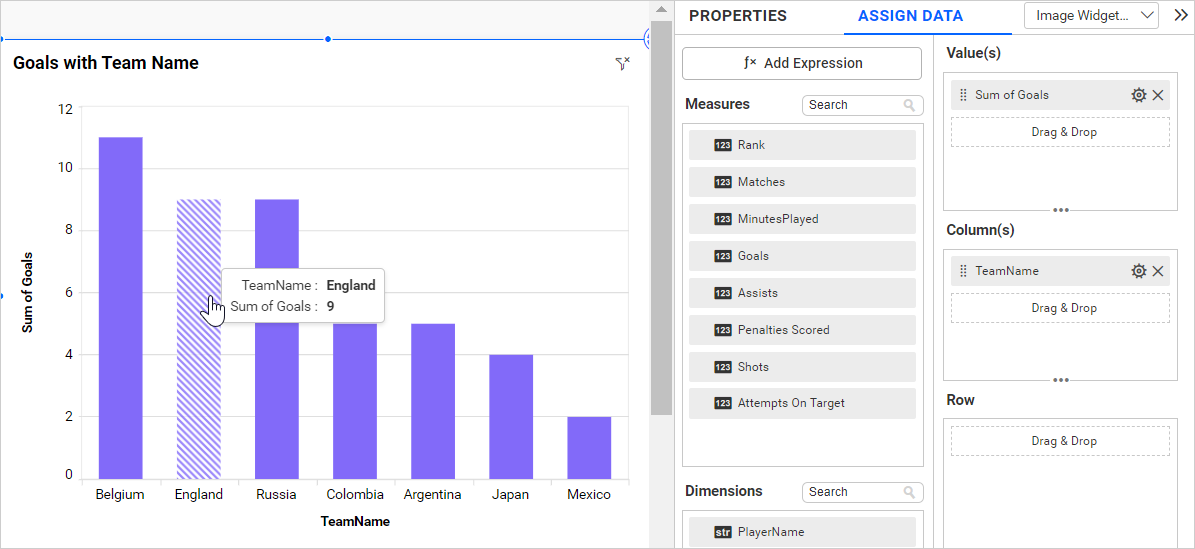 PROPERTIES
ASSIGN DATA
Image Widget...
Goals with Team Name
12
10
8
6
4
2
0
Sum of Goals
TeamName : England
Sum of Goals : 9
Belgium England Russia Colombia Argentina Japan Mexico
TeamName
ƒx Add Expression
Measures
Search
123 Rank
123 Matches
123 MinutesPlayed
123 Goals
123 Assists
123 Penalties Scored
123 Shots
123 Attempts On Target
Dimensions
Search
str PlayerName
Value(s)
Sum of Goals
Drag & Drop
Column(s)
TeamName
Drag & Drop
Row
Drag & Drop